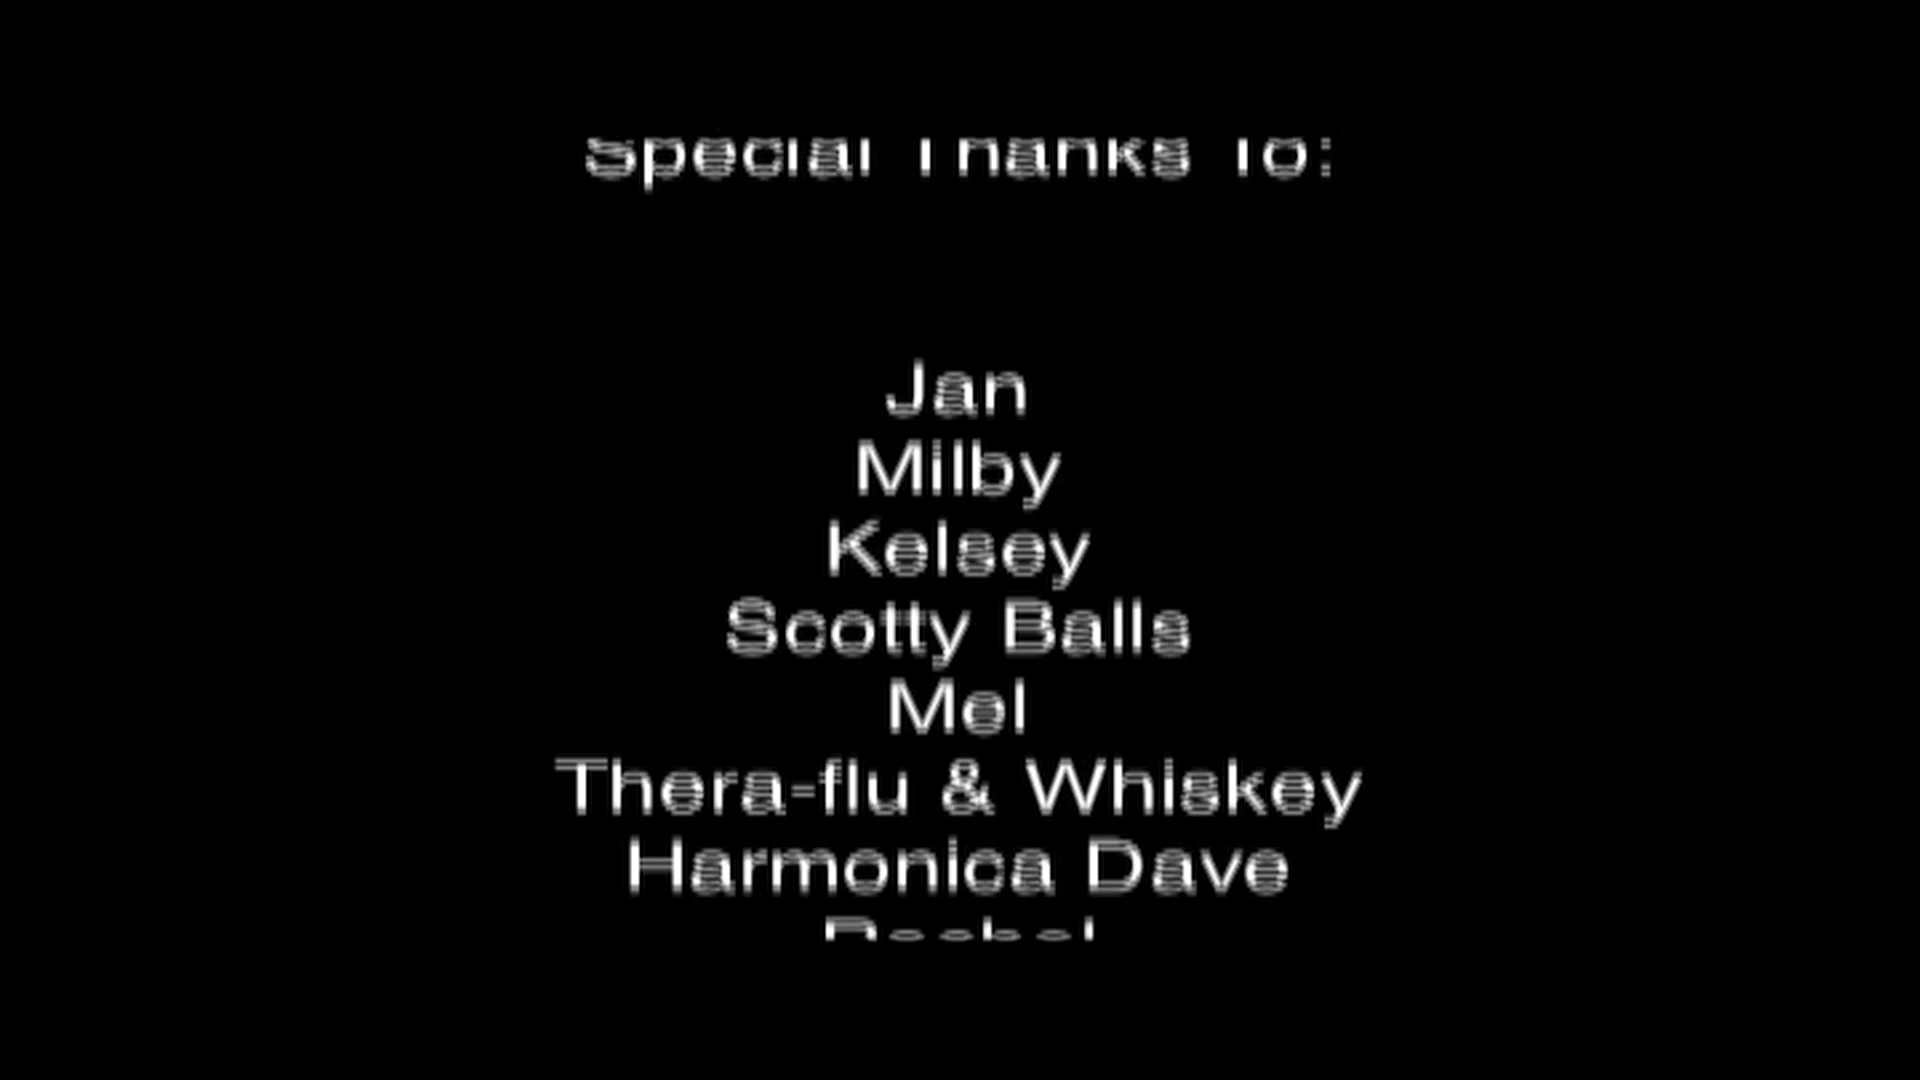 Special Thanks To:
Jan
Milby
Kelsey
Scotty Balls
Mel
Thera-flu & Whiskey
Harmonica Dave